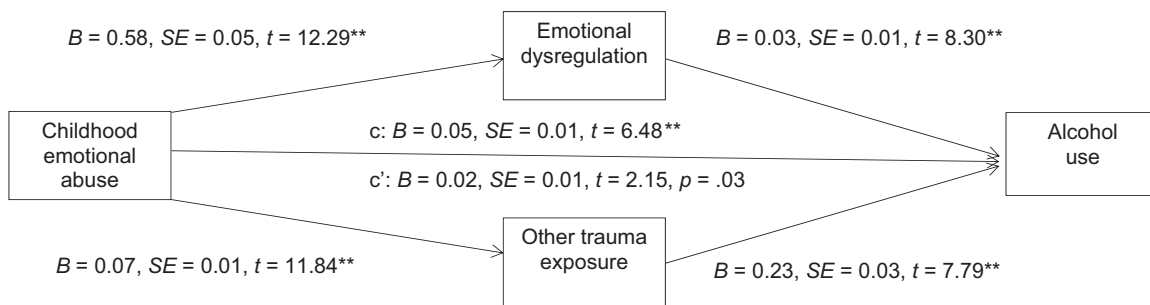 B = 0.58, SE = 0.05, t = 12.29**
Emotional
dysregulation
B = 0.03, SE = 0.01, t = 8.30**
Childhood
emotional
abuse
c: B = 0.05, SE = 0.01, t = 6.48**
c’: B = 0.02, SE = 0.01, t = 2.15, p = .03
Alcohol
use
B = 0.07, SE = 0.01, t = 11.84**
Other trauma
exposure
B = 0.23, SE = 0.03, t = 7.79**